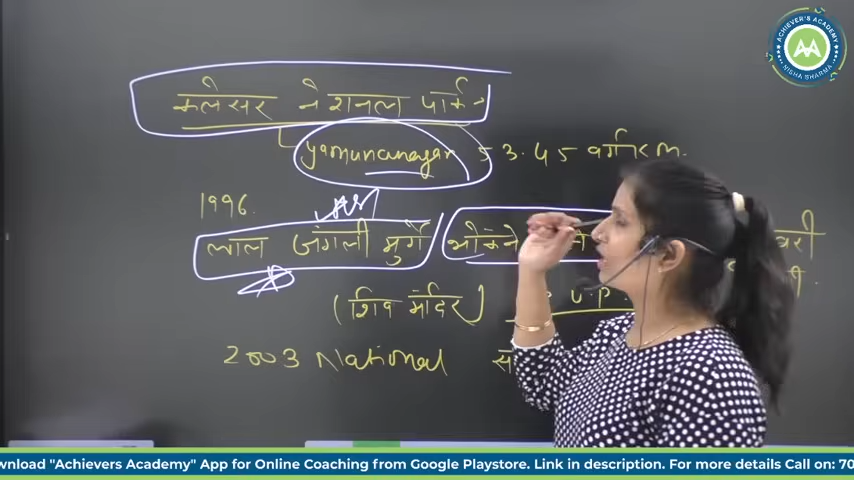 ACHIEVER'S ACADEMY
NISHA SHARMA
कलेसर नेशनल पार्क
yamunanagar 53.45 वर्ग
1996.
लाल जंगली मुर्गे
(शिव मंदिर) U.P.
2003 National
wnload "Achievers Academy" App for Online Coaching from Google Playstore. Link in description. For more details Call on: 70